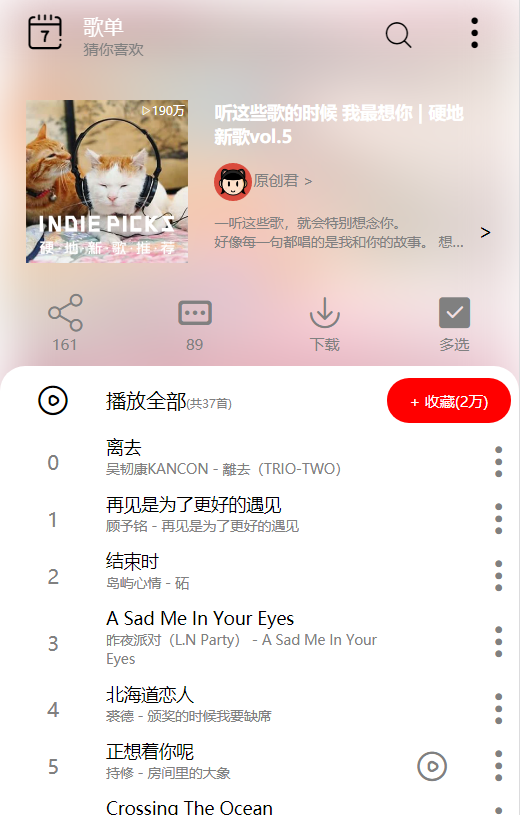 7
歌单
猜你喜欢
▷190万
INDIE PICKS
硬·地·新·歌·推·荐
听这些歌的时候 我最想你 | 硬地
新歌vol.5
原创君 >
一听这些歌，就会特别想念你。
好像每一句都唱的是我和你的故事。 想...
>
161
89
下载
多选
播放全部(共37首)
+ 收藏(2万)
0
离去
吴韧康KANCON - 離去（TRIO-TWO）
1
再见是为了更好的遇见
顾予铭 - 再见是为了更好的遇见
2
结束时
岛屿心情 - 砳
3
A Sad Me In Your Eyes
昨夜派对（L.N Party） - A Sad Me In Your
Eyes
4
北海道恋人
裘德 - 颁奖的时候我要缺席
5
正想着你呢
持修 - 房间里的大象
Crossing The Ocean